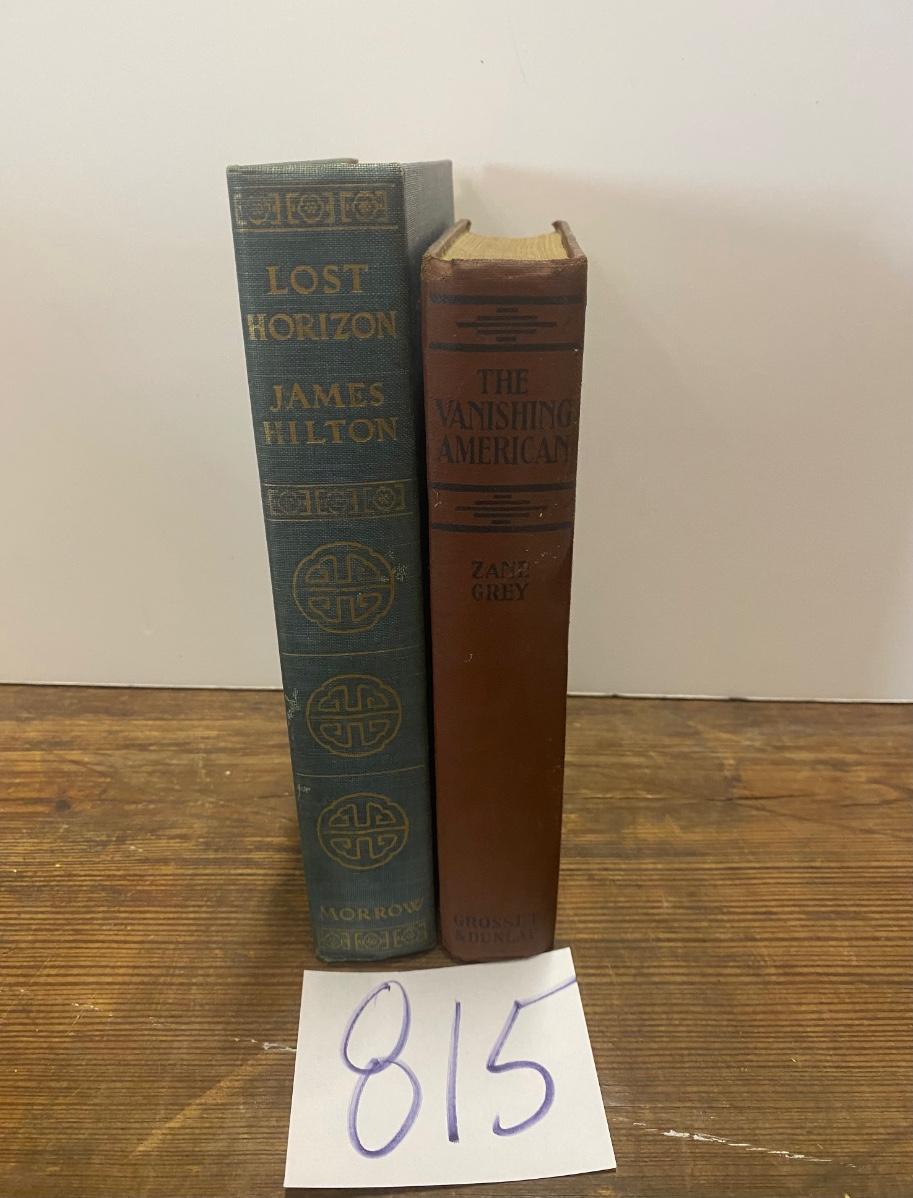 LOST
HORIZON
JAMES
HILTON
MORROW
THE
VANISHING
AMERICAN
ZANE
GREY
GROSSET
& DUNLAP
815